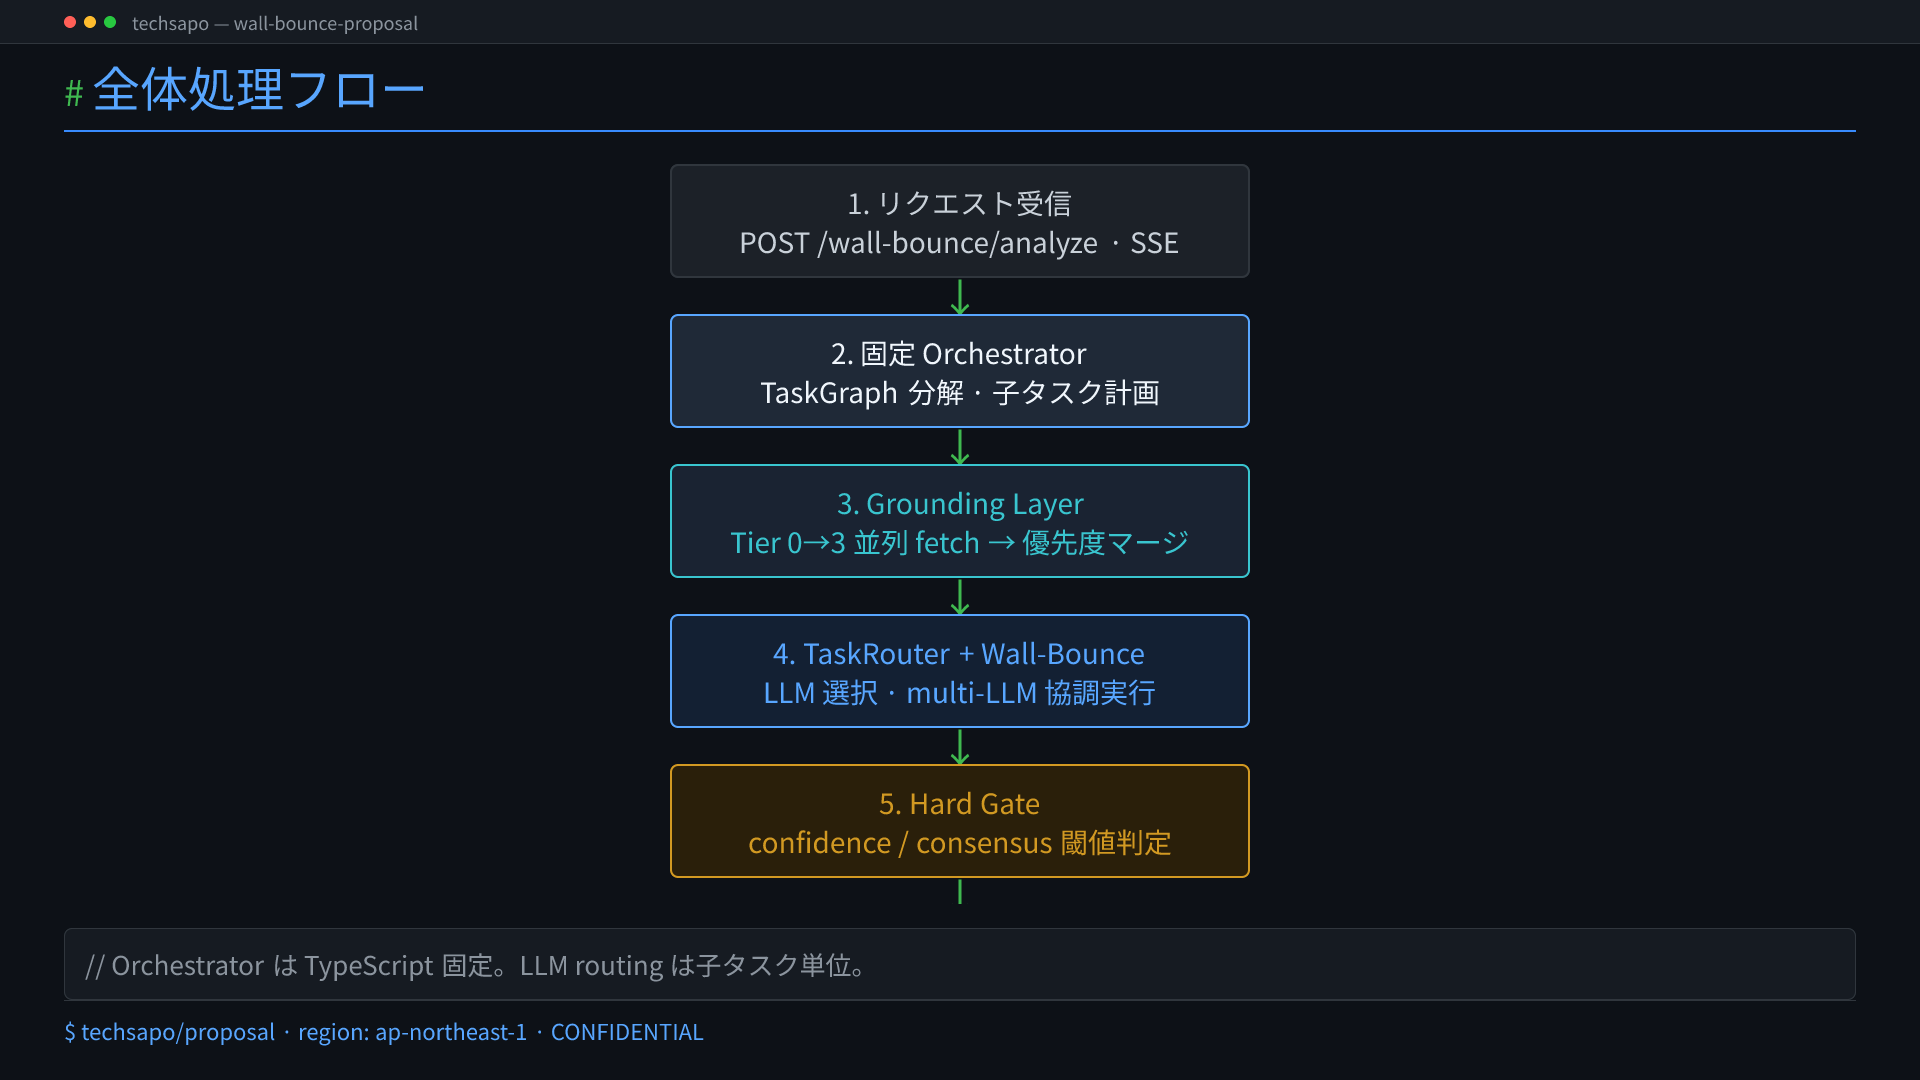 techsapo — wall-bounce-proposal
# 全体処理フロー
1. リクエスト受信
POST /wall-bounce/analyze · SSE
2. 固定 Orchestrator
TaskGraph 分解 · 子タスク計画
3. Grounding Layer
Tier 0→3 並列 fetch → 優先度マージ
4. TaskRouter + Wall-Bounce
LLM 選択 · multi-LLM 協調実行
5. Hard Gate
confidence / consensus 閾値判定
// Orchestrator は TypeScript 固定。LLM routing は子タスク単位。
$ techsapo/proposal · region: ap-northeast-1 · CONFIDENTIAL